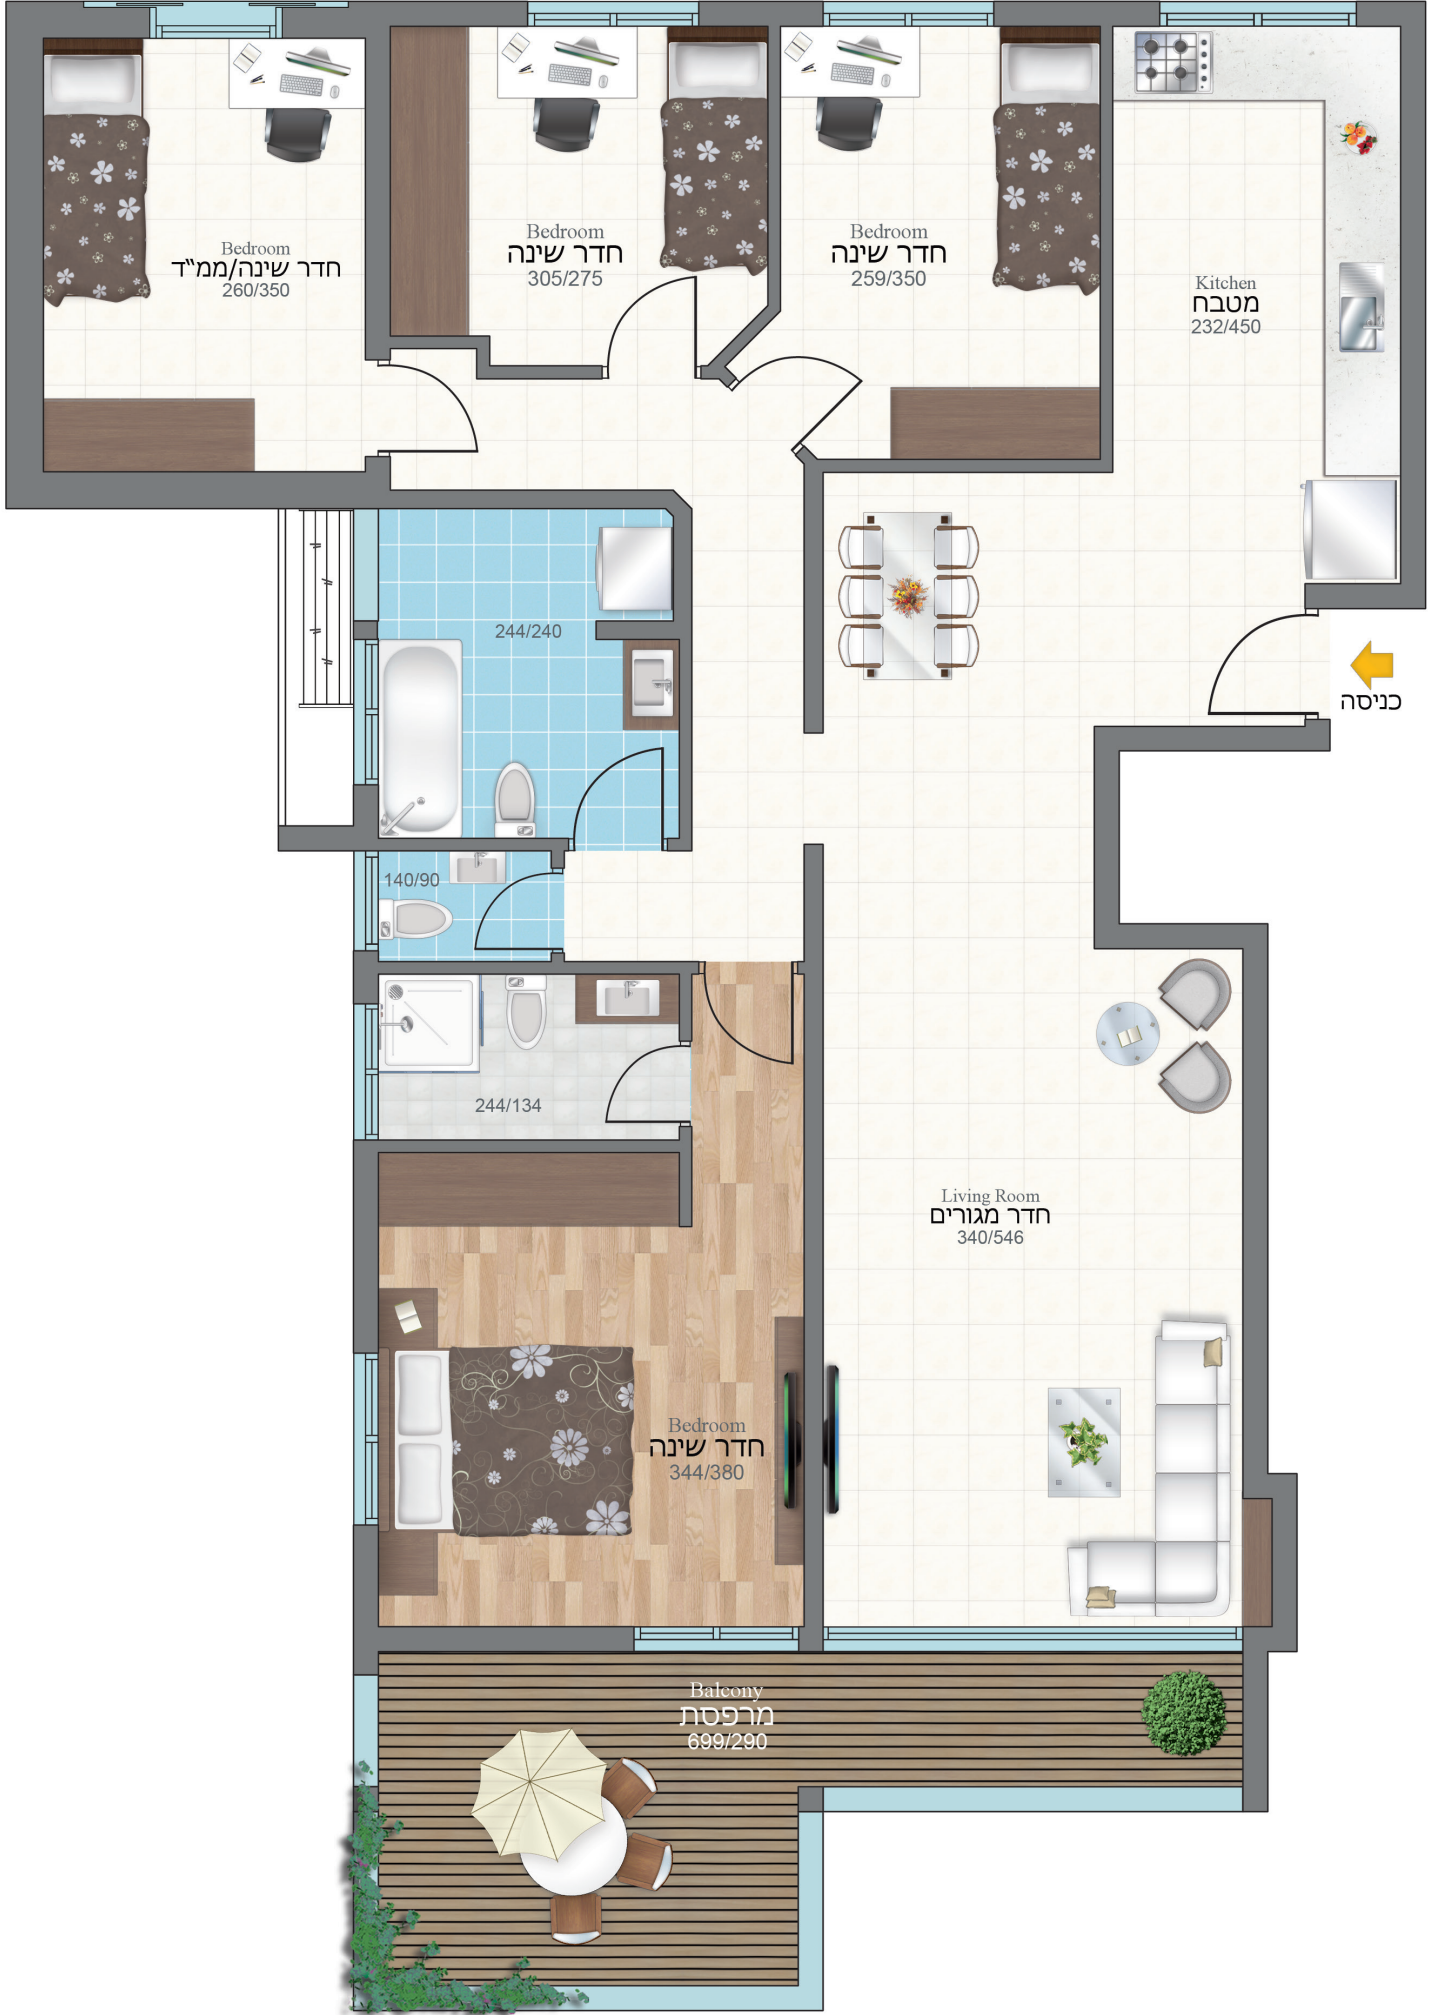 Bedroom
חדר שינה/ממ"ד
260/350
Bedroom
חדר שינה
305/275
Bedroom
חדר שינה
259/350
Kitchen
מטבח
232/450
244/240
כניסה
140/90
244/134
Living Room
חדר מגורים
340/546
Bedroom
חדר שינה
344/380
Balcony
מרפסת
699/290